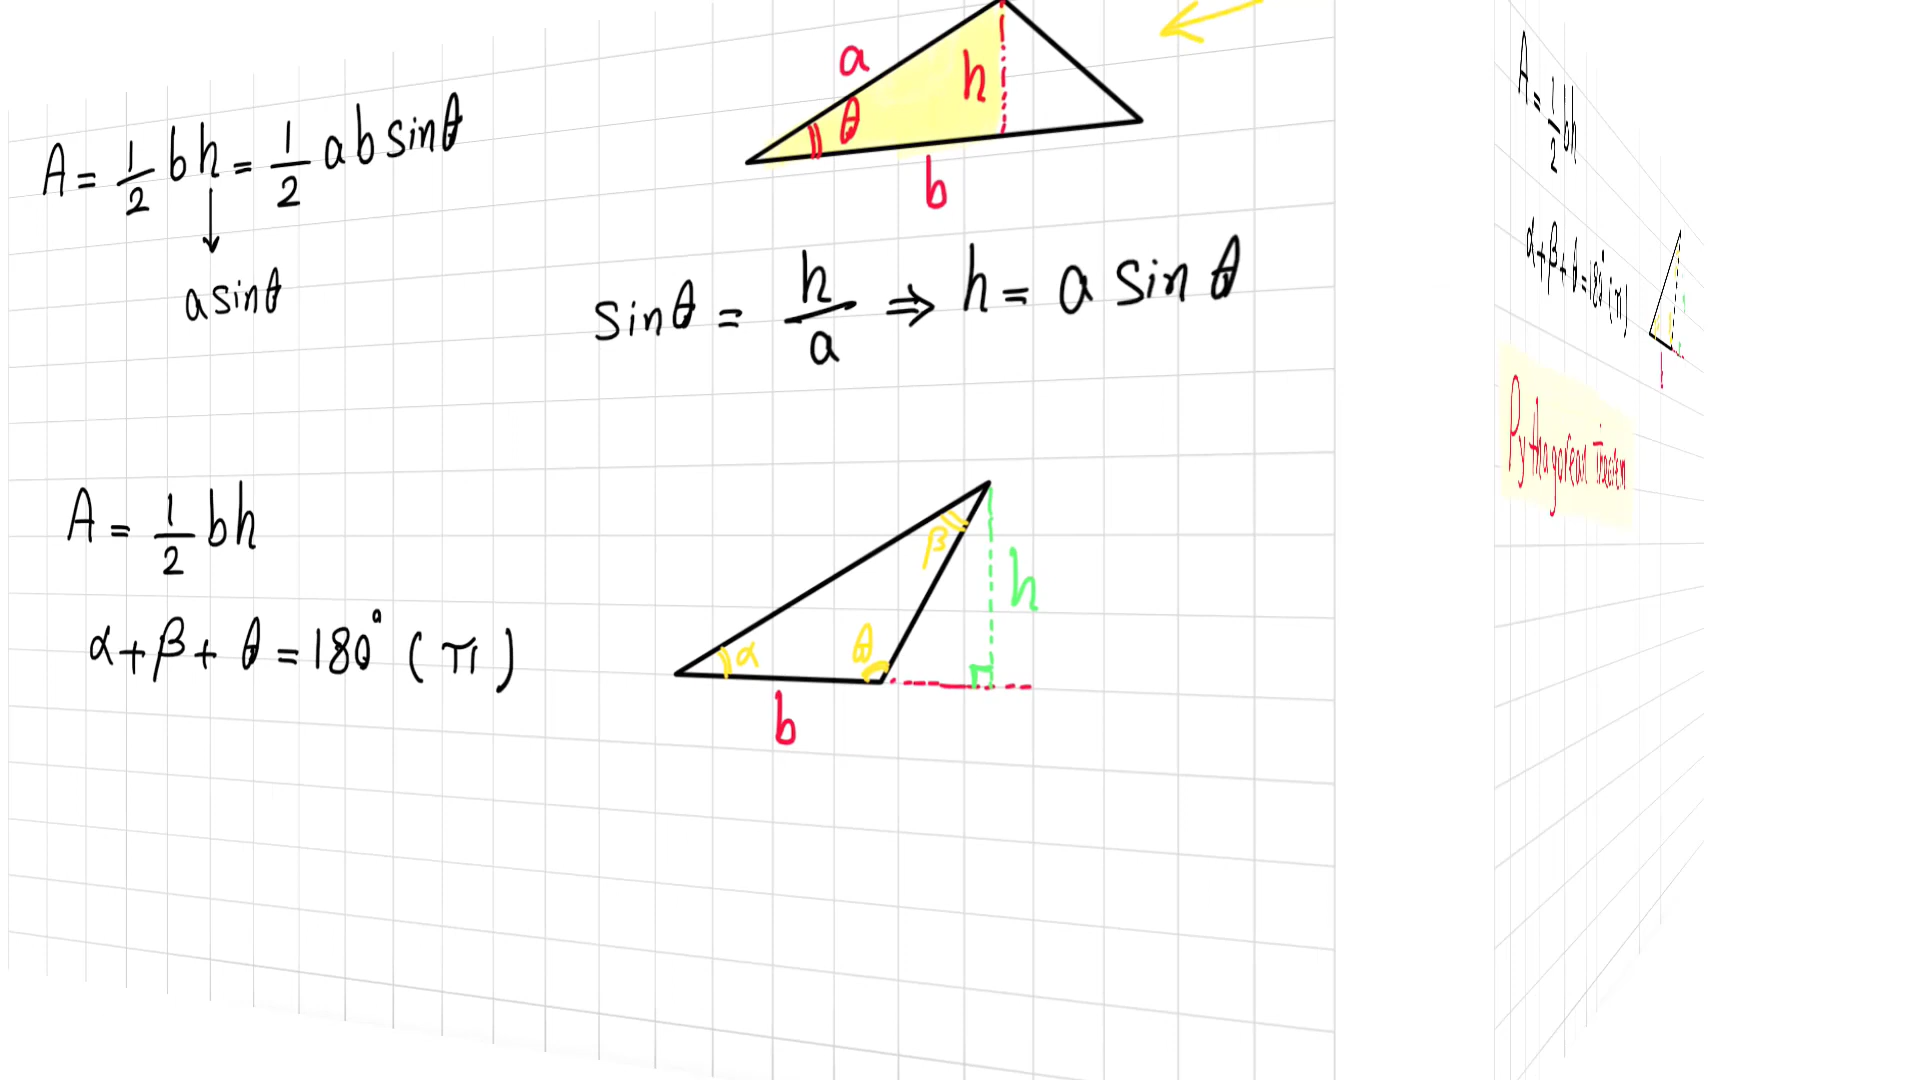 a
h
θ
A = 1/2 bh = 1/2 ab sinθ
b
a sinθ
sinθ = h/a ⇒ h = a sin θ
A = 1/2 bh
β
h
α + β + θ = 180° (π)
α
θ
b
A = 1/2 bh
α + β + θ = 180° (π)
Pythagorean Theorem